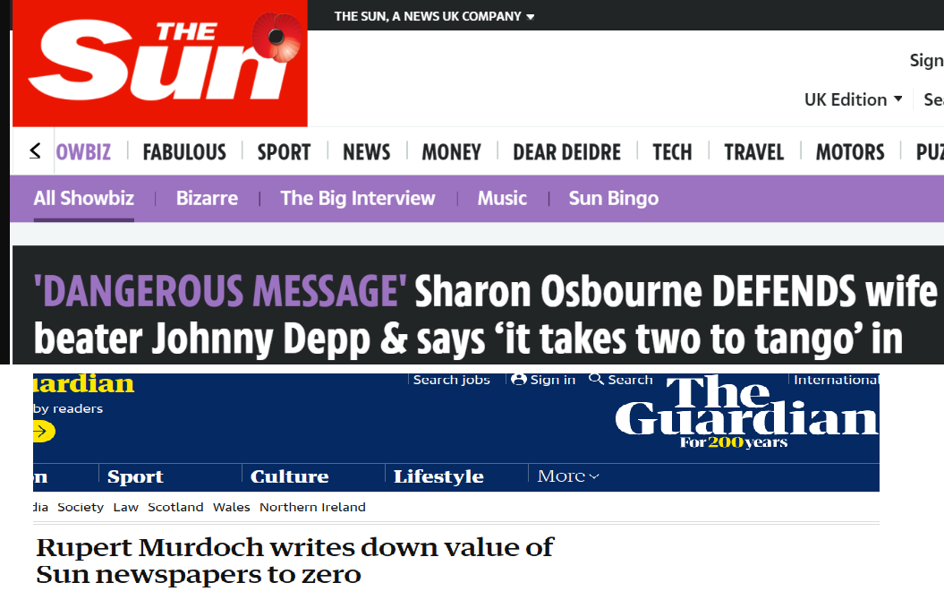 THE SUN, A NEWS UK COMPANY
THE
Sun
Sign
UK Edition
OWBIZ FABULOUS SPORT NEWS MONEY DEAR DEIDRE TECH TRAVEL MOTORS PUZ
All Showbiz Bizarre The Big Interview Music Sun Bingo
'DANGEROUS MESSAGE' Sharon Osbourne DEFENDS wife
beater Johnny Depp & says ‘it takes two to tango’ in
uardian Search jobs Sign in Search International
by readers
The
Guardian
For 200 years
n Sport Culture Lifestyle More
dia Society Law Scotland Wales Northern Ireland
Rupert Murdoch writes down value of
Sun newspapers to zero